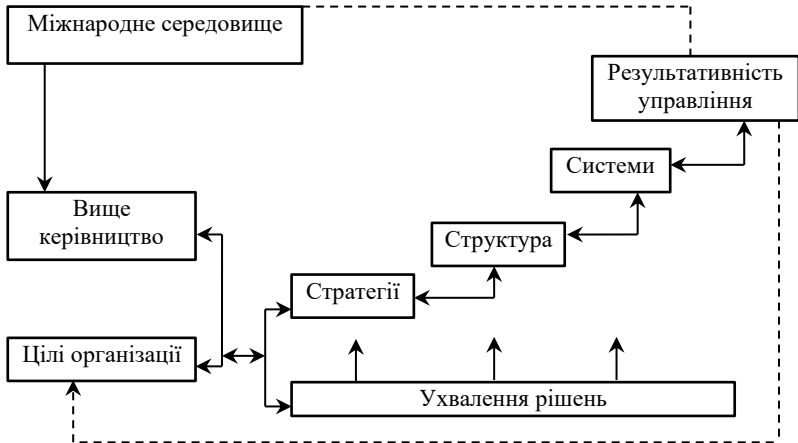 Міжнародне середовище
Результативність
управління
Системи
Вище
керівництво
Структура
Стратегії
Цілі організації
Ухвалення рішень